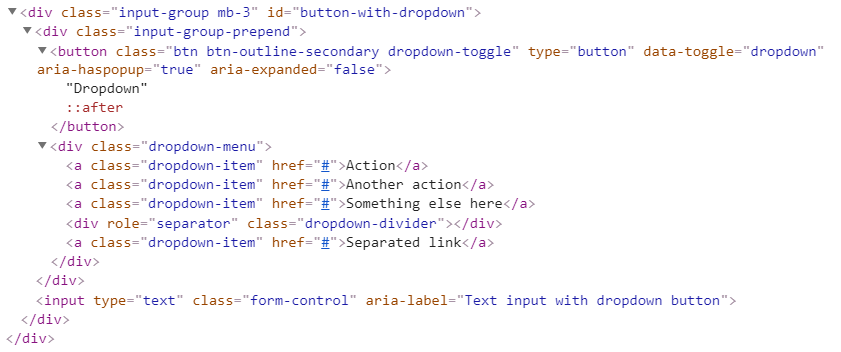 ▼<div class="input-group mb-3" id="button-with-dropdown">
▼<div class="input-group-prepend">
▼<button class="btn btn-outline-secondary dropdown-toggle" type="button" data-toggle="dropdown"
aria-haspopup="true" aria-expanded="false">
"Dropdown"
::after
</button>
▼<div class="dropdown-menu">
<a class="dropdown-item" href="#">Action</a>
<a class="dropdown-item" href="#">Another action</a>
<a class="dropdown-item" href="#">Something else here</a>
<div role="separator" class="dropdown-divider"></div>
<a class="dropdown-item" href="#">Separated link</a>
</div>
</div>
<input type="text" class="form-control" aria-label="Text input with dropdown button">
</div>
</div>